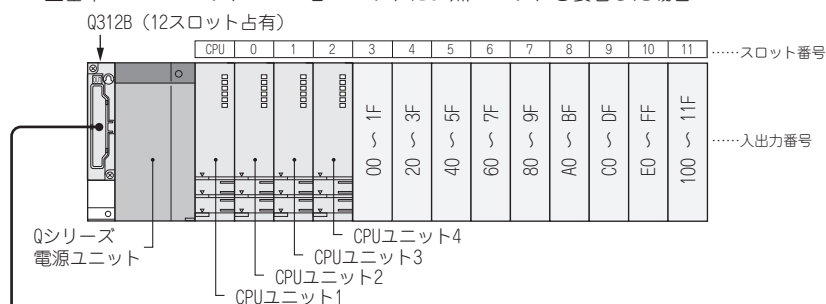 Q312B（12スロット占有）
CPU 0 1 2 3 4 5 6 7 8 9 10 11 ……スロット番号
00 ～ 1F 20 ～ 3F 40 ～ 5F 60 ～ 7F 80 ～ 9F A0 ～ BF C0 ～ DF E0 ～ FF 100 ～ 11F ……入出力番号
Qシリーズ
電源ユニット
CPUユニット4
CPUユニット3
CPUユニット2
CPUユニット1